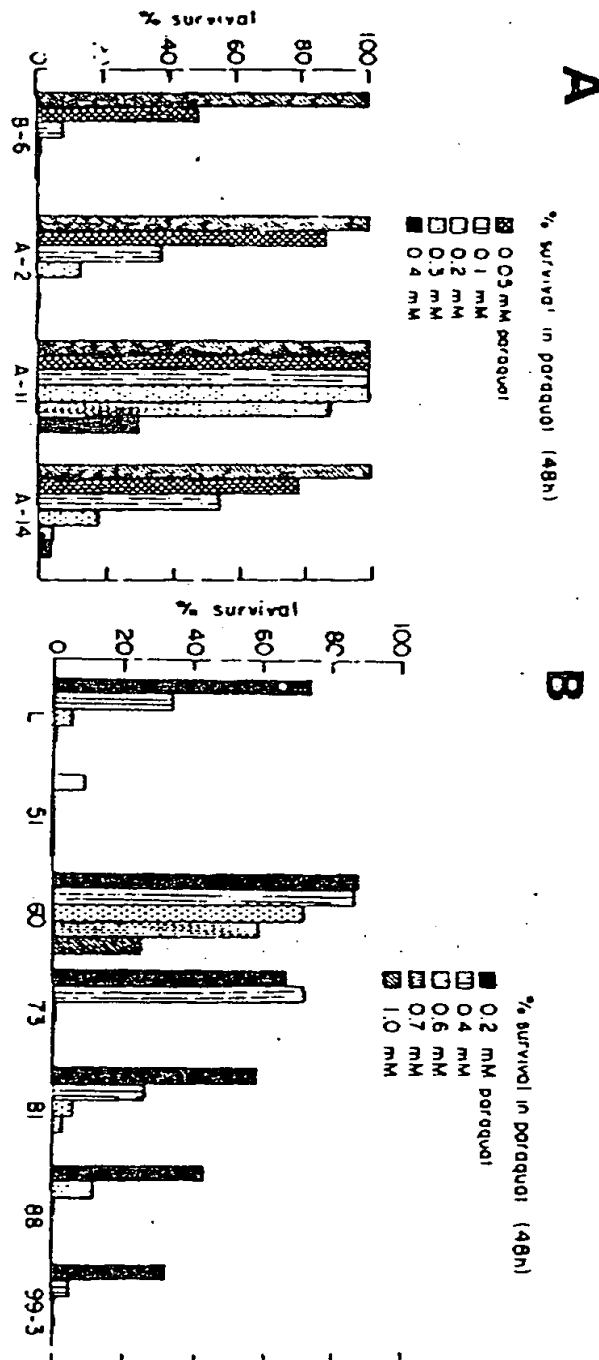 A
% survival in paraquat (48h)
0.05 mM paraquat
0.1 mM
0.2 mM
0.3 mM
0.4 mM
% survival
100
80
60
40
0
B-6
A-2
A-11
A-14
B
% survival in paraquat (48h)
0.2 mM paraquat
0.4 mM
0.6 mM
0.7 mM
1.0 mM
% survival
100
80
60
40
20
0
L
51
60
73
81
88
99-3